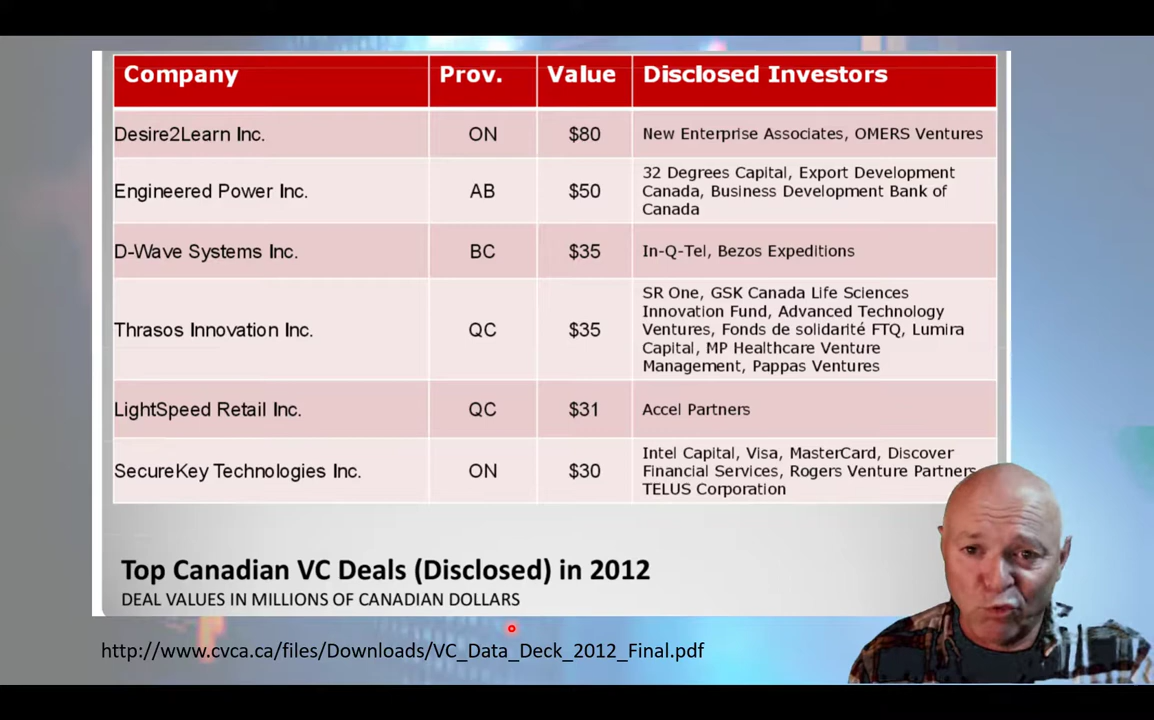 Company Prov. Value Disclosed Investors
Desire2Learn Inc. ON $80 New Enterprise Associates, OMERS Ventures
Engineered Power Inc. AB $50 32 Degrees Capital, Export Development
Canada, Business Development Bank of
Canada
D-Wave Systems Inc. BC $35 In-Q-Tel, Bezos Expeditions
Thrasos Innovation Inc. QC $35 SR One, GSK Canada Life Sciences
Innovation Fund, Advanced Technology
Ventures, Fonds de solidarité FTQ, Lumira
Capital, MP Healthcare Venture
Management, Pappas Ventures
LightSpeed Retail Inc. QC $31 Accel Partners
SecureKey Technologies Inc. ON $30 Intel Capital, Visa, MasterCard, Discover
Financial Services, Rogers Venture Partners
TELUS Corporation
Top Canadian VC Deals (Disclosed) in 2012
DEAL VALUES IN MILLIONS OF CANADIAN DOLLARS
http://www.cvca.ca/files/Downloads/VC_Data_Deck_2012_Final.pdf